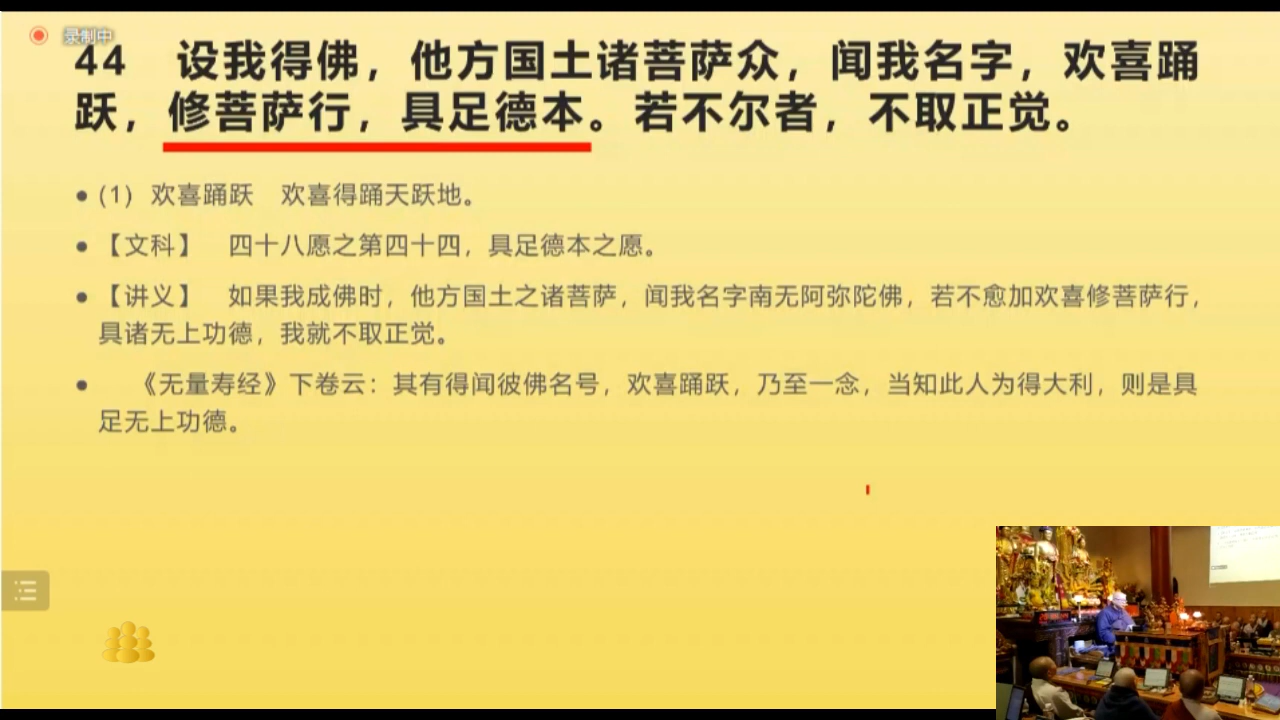 录制中
44 设我得佛，他方国土诸菩萨众，闻我名字，欢喜踊
跃，修菩萨行，具足德本。若不尔者，不取正觉。
• (1) 欢喜踊跃 欢喜得踊天跃地。
• 【文科】 四十八愿之第四十四，具足德本之愿。
• 【讲义】 如果我成佛时，他方国土之诸菩萨，闻我名字南无阿弥陀佛，若不愈加欢喜修菩萨行，
具诸无上功德，我就不取正觉。
• 《无量寿经》下卷云：其有得闻彼佛名号，欢喜踊跃，乃至一念，当知此人为得大利，则是具
足无上功德。